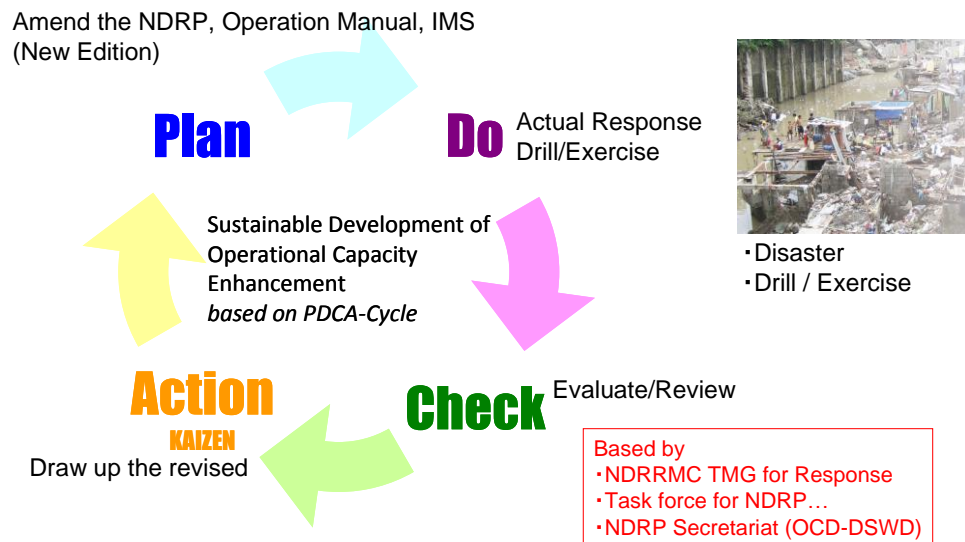 Amend the NDRP, Operation Manual, IMS
(New Edition)
Plan
Do
Actual Response
Drill/Exercise
Sustainable Development of
Operational Capacity
Enhancement
based on PDCA-Cycle
・Disaster
・Drill / Exercise
Action
KAIZEN
Draw up the revised
Check
Evaluate/Review
Based by
・NDRRMC TMG for Response
・Task force for NDRP…
・NDRP Secretariat (OCD-DSWD)